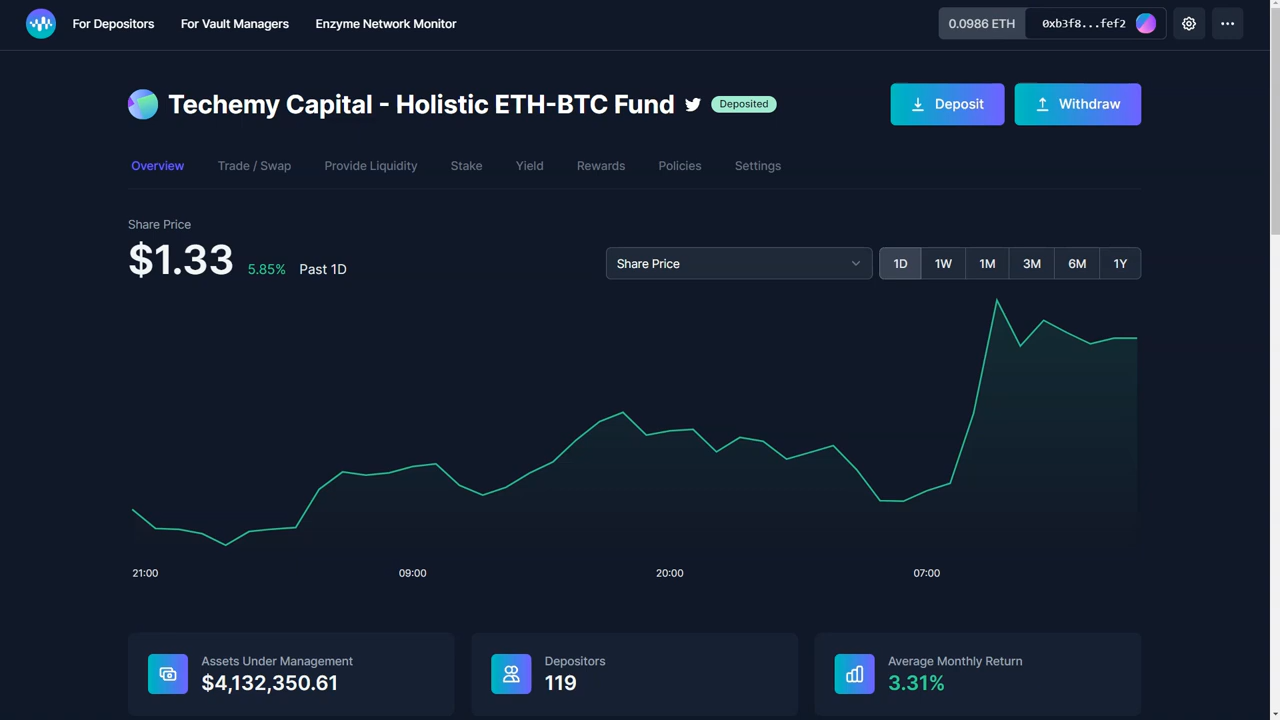 For Depositors For Vault Managers Enzyme Network Monitor 0.0986 ETH 0xb3f8...fef2
Techemy Capital - Holistic ETH-BTC Fund Deposited Deposit Withdraw
Overview Trade / Swap Provide Liquidity Stake Yield Rewards Policies Settings
Share Price
$1.33 5.85% Past 1D
Share Price 1D 1W 1M 3M 6M 1Y
21:00 09:00 20:00 07:00
Assets Under Management
$4,132,350.61
Depositors
119
Average Monthly Return
3.31%